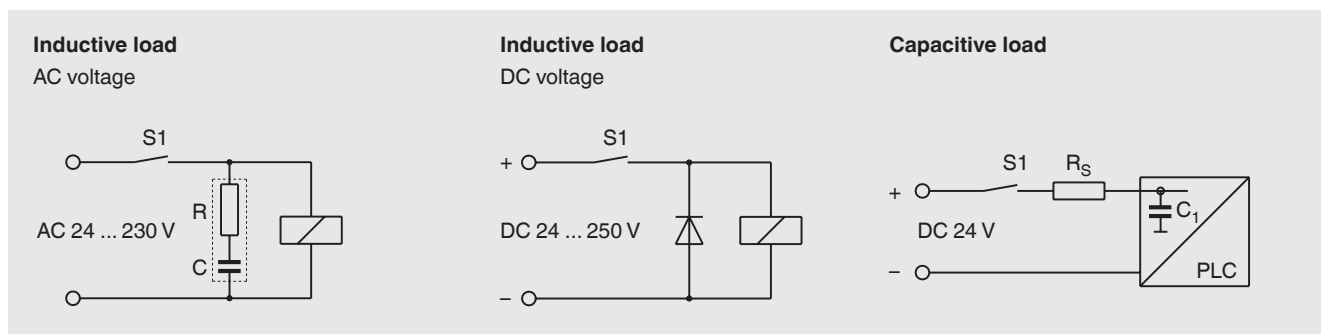 Inductive load
AC voltage
S1
R
AC 24 ... 230 V
C
Inductive load
DC voltage
S1
+
DC 24 ... 250 V
–
Capacitive load
S1
R_S
+
C_1
DC 24 V
–
PLC